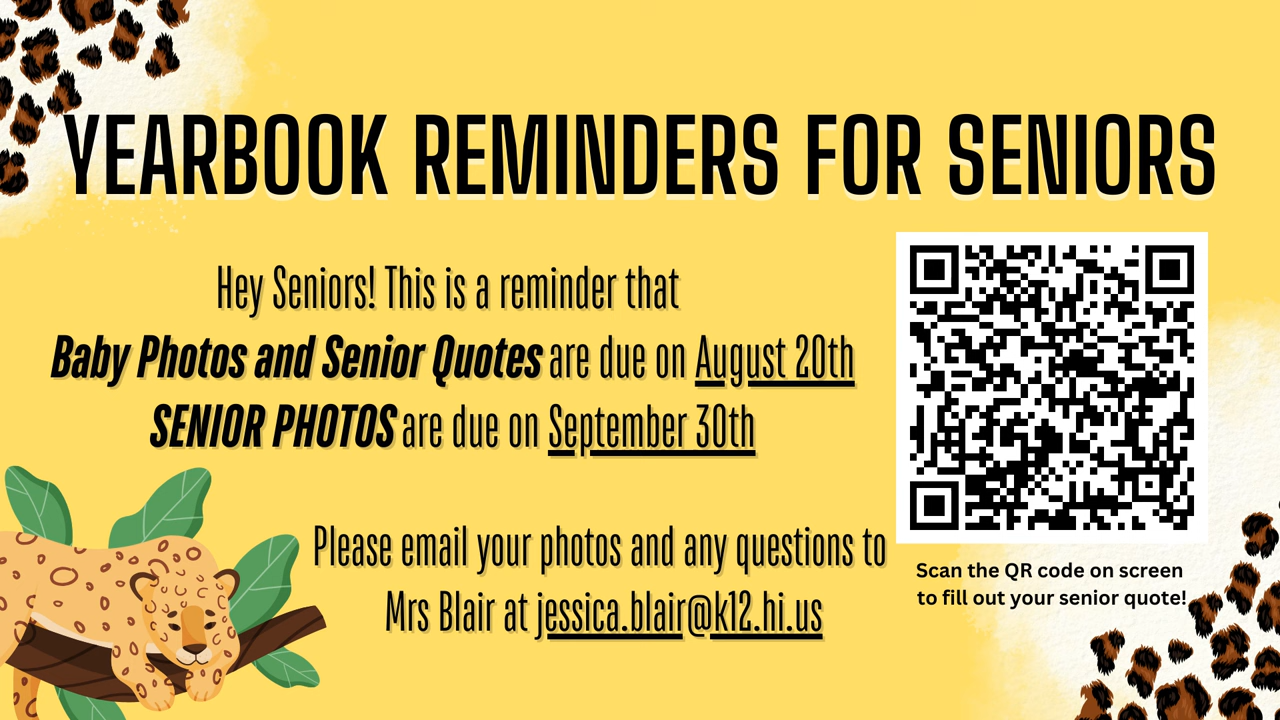 YEARBOOK REMINDERS FOR SENIORS
Hey Seniors! This is a reminder that
Baby Photos and Senior Quotes are due on August 20th
SENIOR PHOTOS are due on September 30th
Please email your photos and any questions to
Mrs Blair at jessica.blair@k12.hi.us
Scan the QR code on screen
to fill out your senior quote!